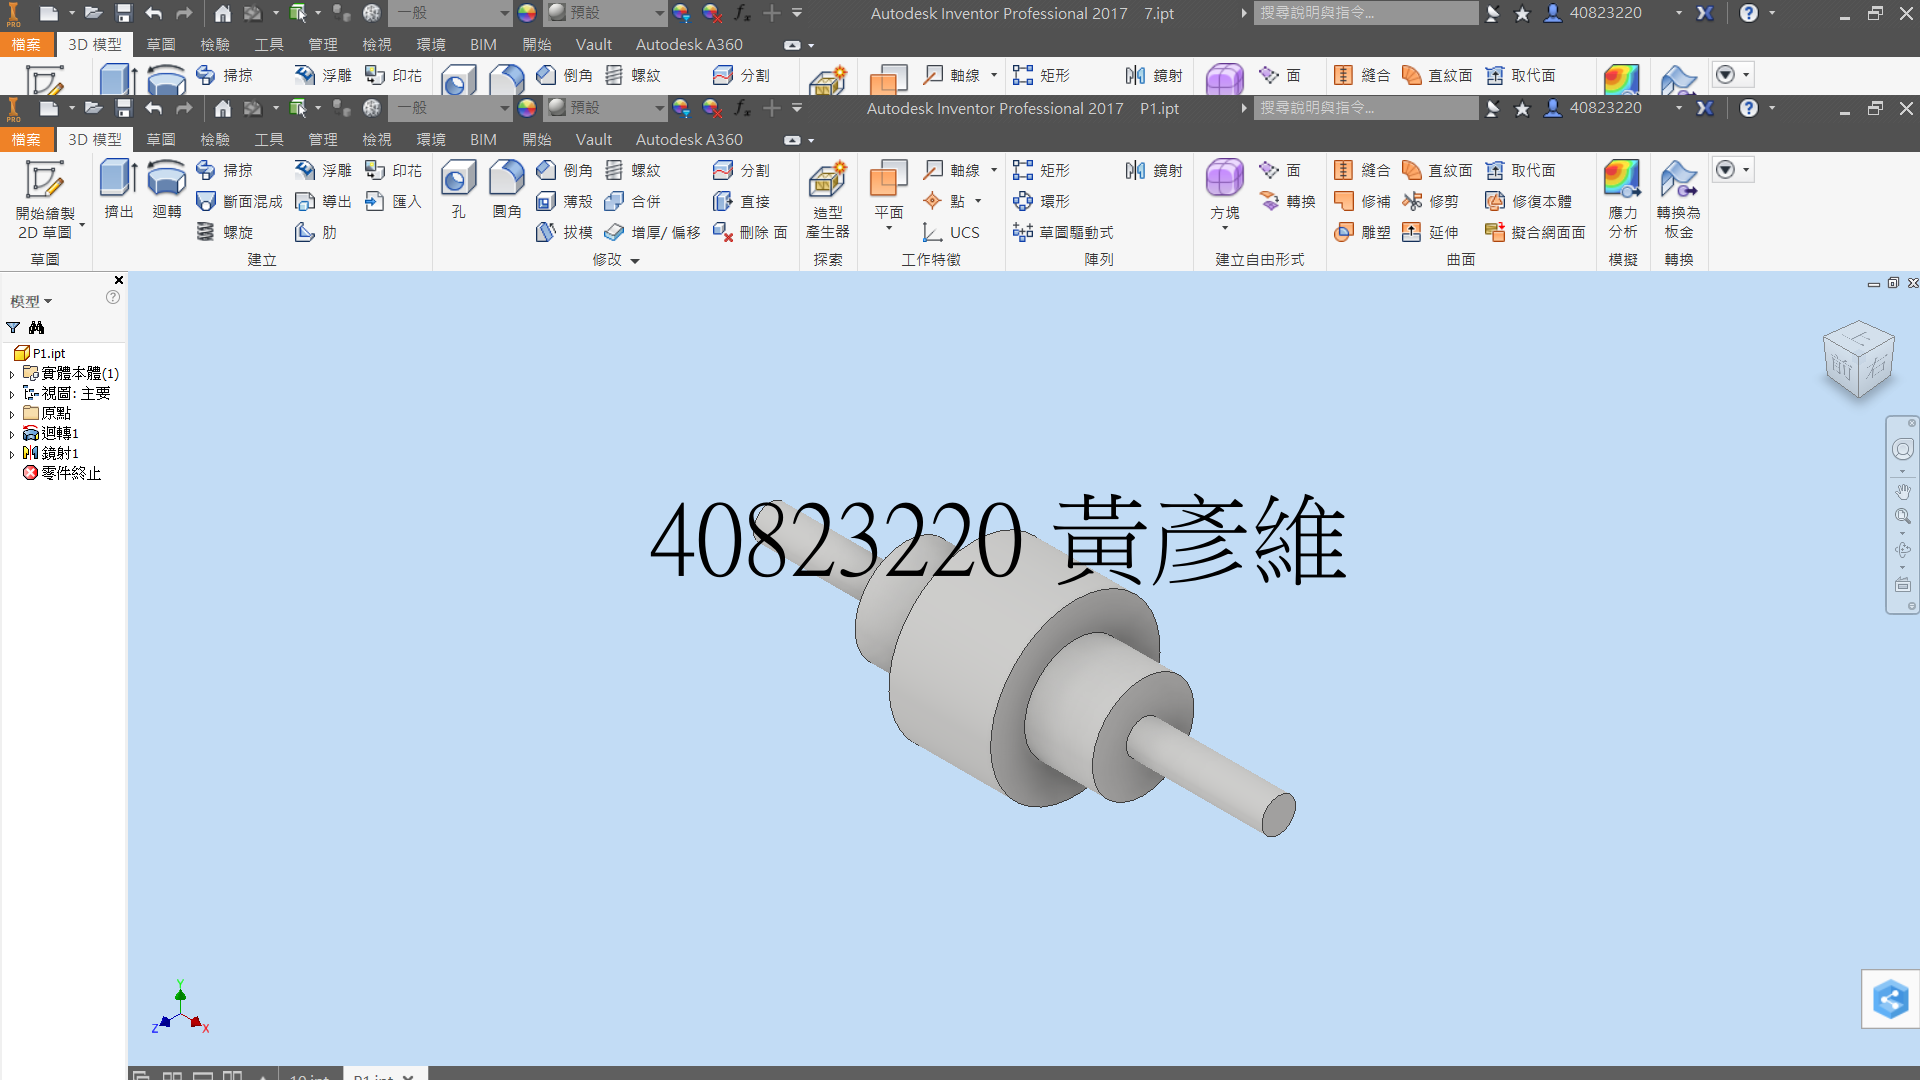 PRO 一般 預設 Autodesk Inventor Professional 2017 7.ipt 搜尋說明與指令... 40823220
檔案 3D 模型 草圖 檢驗 工具 管理 檢視 環境 BIM 開始 Vault Autodesk A360
掃掠 浮雕 印花 倒角 螺紋 分割 軸線 矩形 鏡射 面 縫合 直紋面 取代面
PRO 一般 預設 Autodesk Inventor Professional 2017 P1.ipt 搜尋說明與指令... 40823220
檔案 3D 模型 草圖 檢驗 工具 管理 檢視 環境 BIM 開始 Vault Autodesk A360
掃掠 浮雕 印花 倒角 螺紋 分割 軸線 矩形 鏡射 面 縫合 直紋面 取代面
開始繪製 擠出 迴轉 斷面混成 導出 匯入 孔 圓角 薄殼 合併 直接 造型 平面 點 環形 方塊 轉換 修補 修剪 修復本體 應力 轉換為
2D 草圖 螺旋 肋 拔模 增厚/ 偏移 刪除 面 產生器 UCS 草圖驅動式 雕塑 延伸 擬合網面面 分析 板金
草圖 建立 修改 探索 工作特徵 陣列 建立自由形式 曲面 模擬 轉換
模型
P1.ipt
實體本體(1)
視圖: 主要
原點
迴轉1
鏡射1
零件終止
上
前 右
40823220 黃彥維
Y
Z X
10.ipt P1.ipt